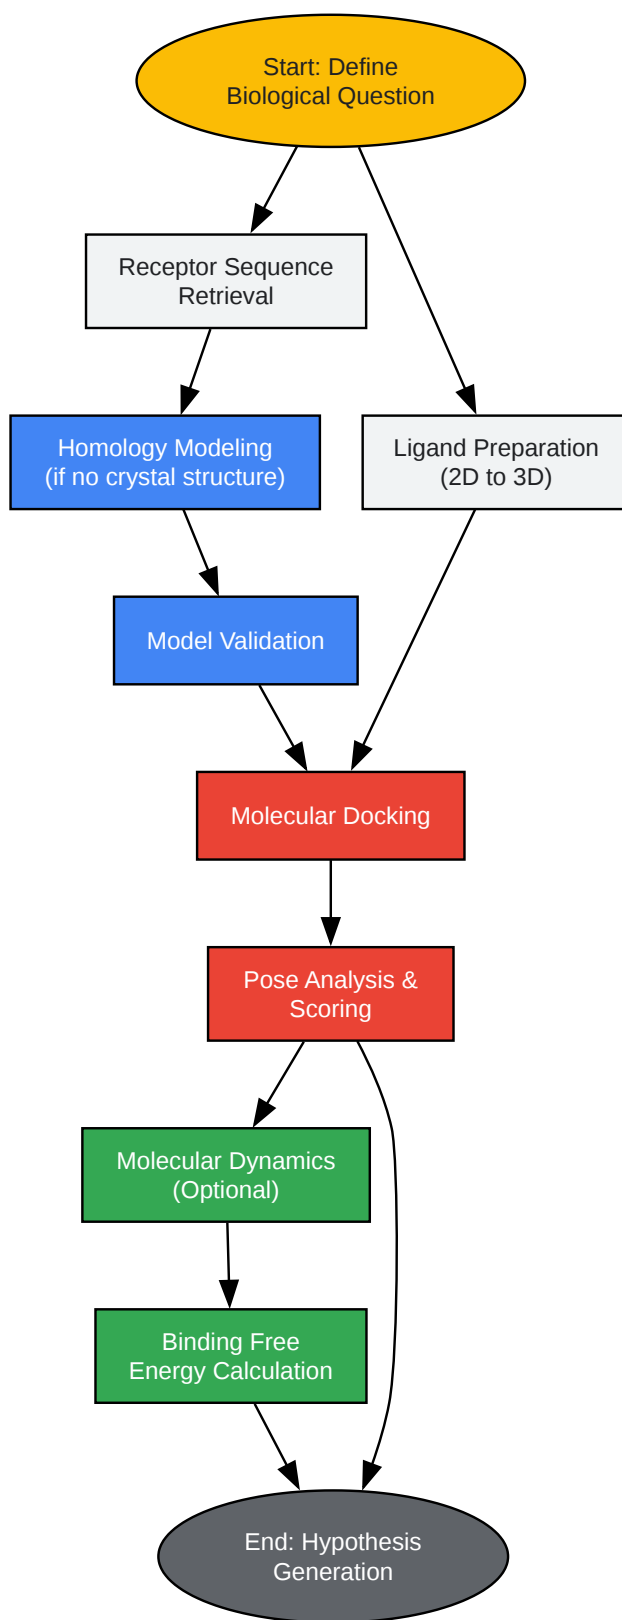 Start: Define
Biological Question
Receptor Sequence
Retrieval
Homology Modeling
(if no crystal structure)
Ligand Preparation
(2D to 3D)
Model Validation
Molecular Docking
Pose Analysis &
Scoring
Molecular Dynamics
(Optional)
Binding Free
Energy Calculation
End: Hypothesis
Generation